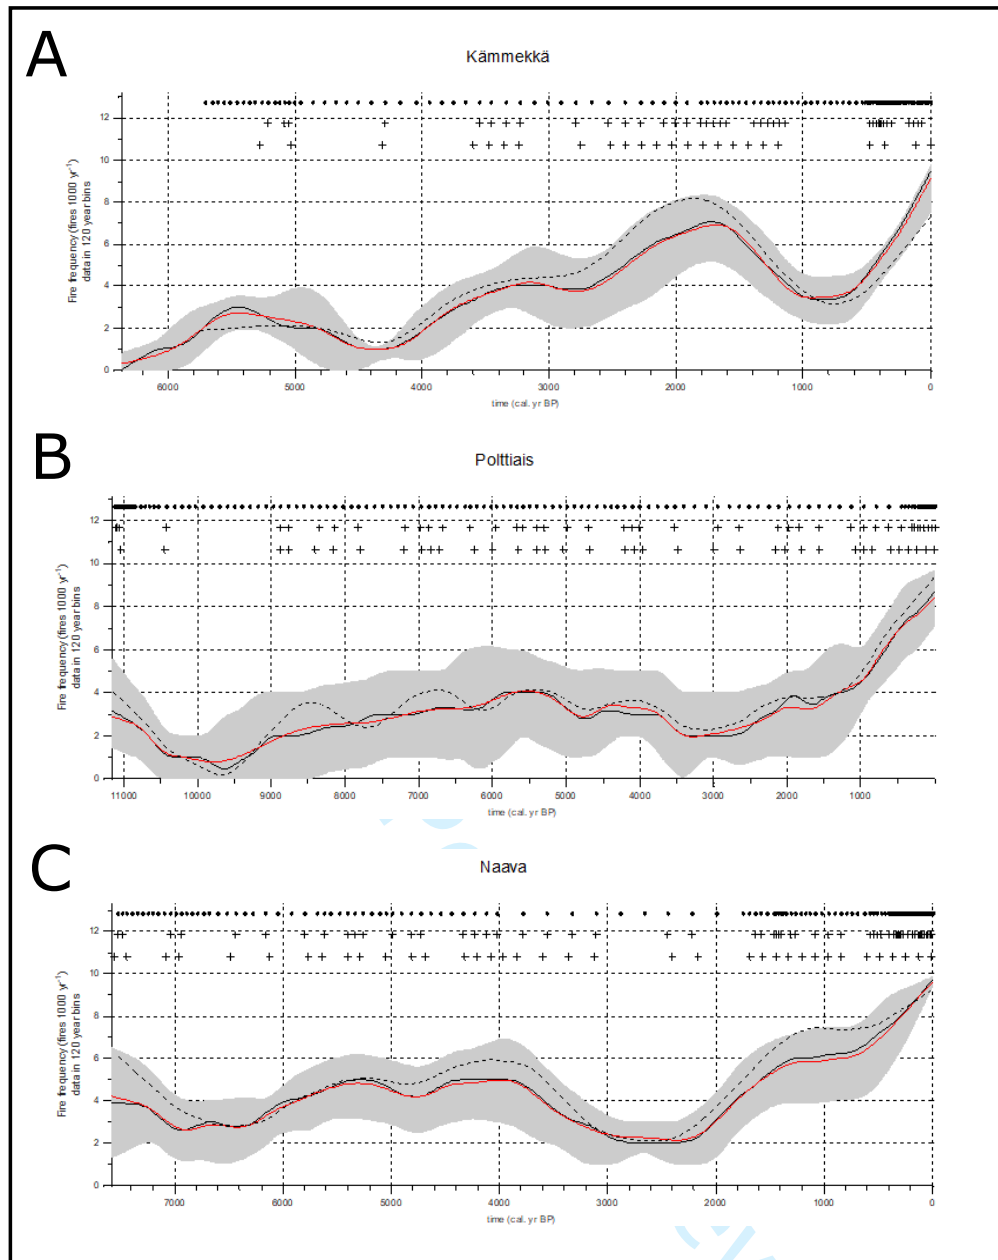 A
Kämmekkä
12
10
8
6
4
2
0
Fire frequency (fires 1000 yr⁻¹)
data in 120 year bins
6000 5000 4000 3000 2000 1000 0
time (cal. yr BP)
B
Polttiais
12
10
8
6
4
2
0
Fire frequency (fires 1000 yr⁻¹)
data in 120 year bins
11000 10000 9000 8000 7000 6000 5000 4000 3000 2000 1000
time (cal. yr BP)
C
Naava
12
10
8
6
4
2
0
Fire frequency (fires 1000 yr⁻¹)
data in 120 year bins
7000 6000 5000 4000 3000 2000 1000 0
time (cal. yr BP)